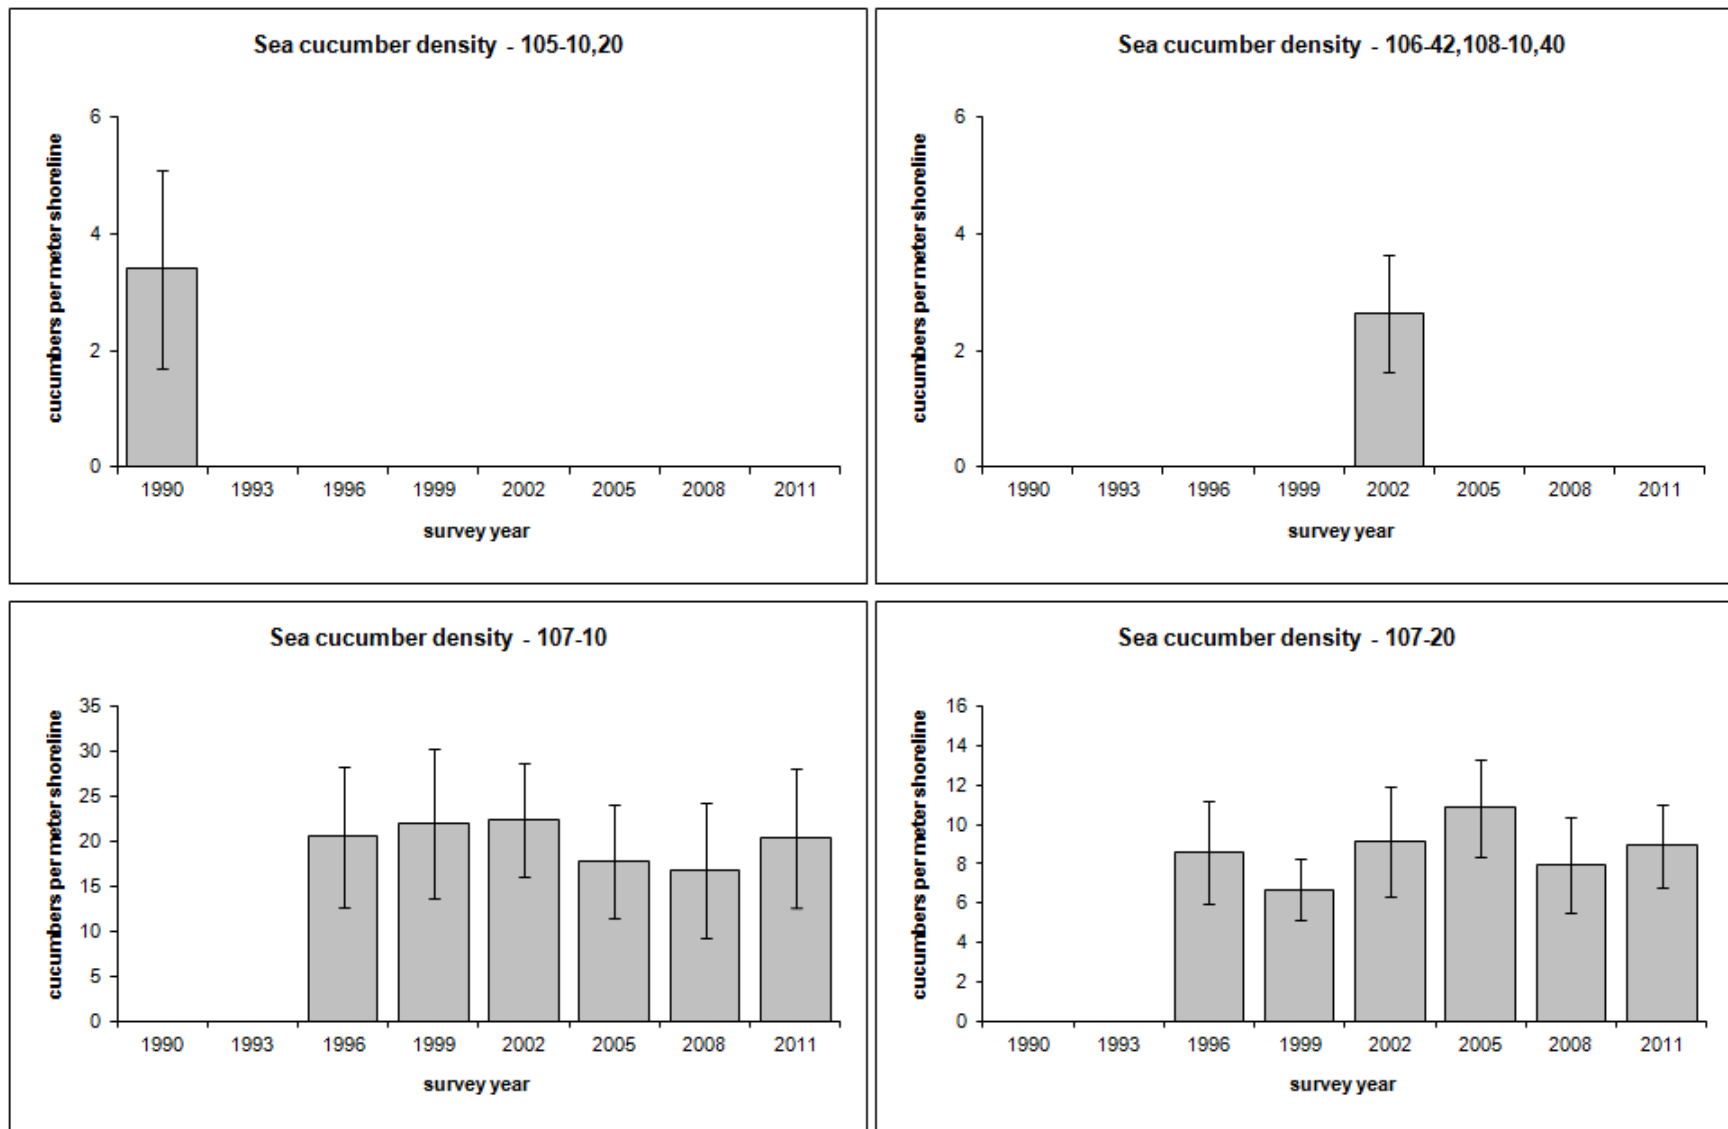 Sea cucumber density - 105-10,20
cucumbers per meter shoreline
6
4
2
0
1990 1993 1996 1999 2002 2005 2008 2011
survey year
Sea cucumber density - 106-42,108-10,40
cucumbers per meter shoreline
6
4
2
0
1990 1993 1996 1999 2002 2005 2008 2011
survey year
Sea cucumber density - 107-10
cucumbers per meter shoreline
35
30
25
20
15
10
5
0
1990 1993 1996 1999 2002 2005 2008 2011
survey year
Sea cucumber density - 107-20
cucumbers per meter shoreline
16
14
12
10
8
6
4
2
0
1990 1993 1996 1999 2002 2005 2008 2011
survey year